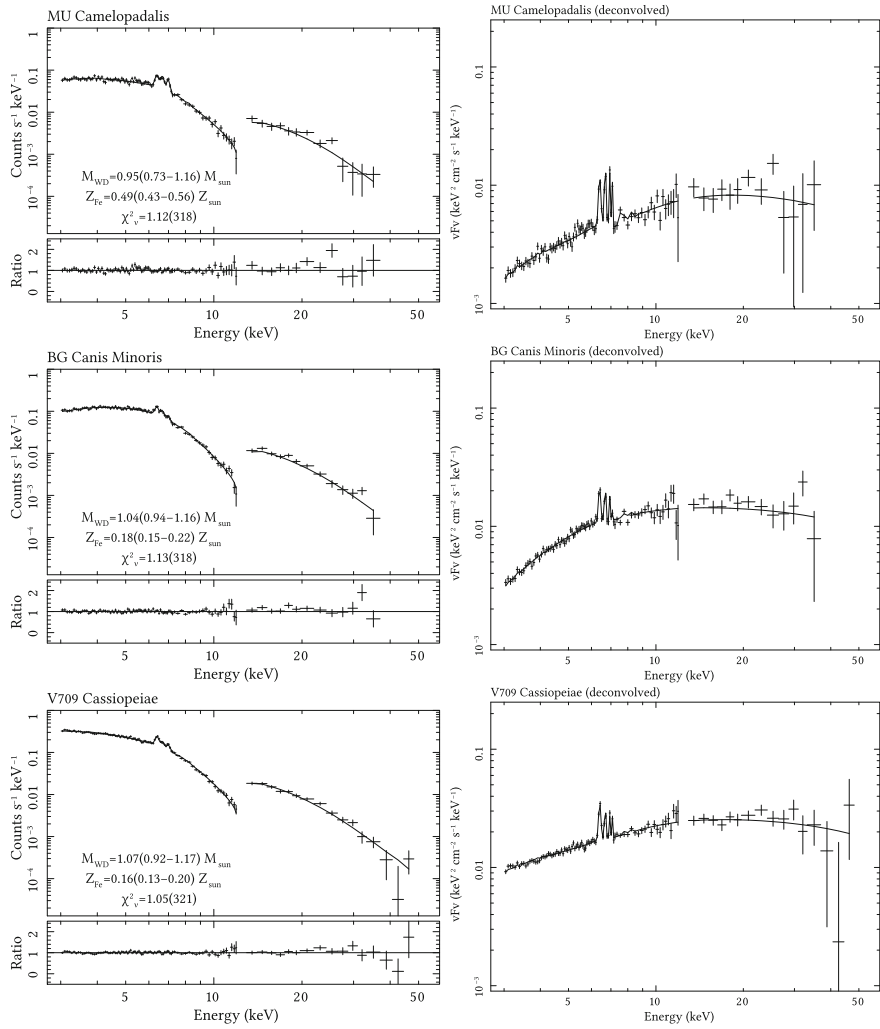 MU Camelopadalis
Counts s⁻¹ keV⁻¹
1
0.1
0.01
10⁻³
10⁻⁴
M_WD=0.95(0.73−1.16) M_sun
Z_Fe=0.49(0.43−0.56) Z_sun
χ²_ν=1.12(318)
Ratio
2
1
0
5 10 20 50
Energy (keV)
MU Camelopadalis (deconvolved)
νFν (keV² cm⁻² s⁻¹ keV⁻¹)
0.1
0.01
10⁻³
5 10 20 50
Energy (keV)
BG Canis Minoris
Counts s⁻¹ keV⁻¹
1
0.1
0.01
10⁻³
10⁻⁴
M_WD=1.04(0.94−1.16) M_sun
Z_Fe=0.18(0.15−0.22) Z_sun
χ²_ν=1.13(318)
Ratio
2
1
0
5 10 20 50
Energy (keV)
BG Canis Minoris (deconvolved)
νFν (keV² cm⁻² s⁻¹ keV⁻¹)
0.1
0.01
10⁻³
5 10 20 50
Energy (keV)
V709 Cassiopeiae
Counts s⁻¹ keV⁻¹
1
0.1
0.01
10⁻³
10⁻⁴
M_WD=1.07(0.92−1.17) M_sun
Z_Fe=0.16(0.13−0.20) Z_sun
χ²_ν=1.05(321)
Ratio
2
1
0
5 10 20 50
Energy (keV)
V709 Cassiopeiae (deconvolved)
νFν (keV² cm⁻² s⁻¹ keV⁻¹)
0.1
0.01
10⁻³
5 10 20 50
Energy (keV)